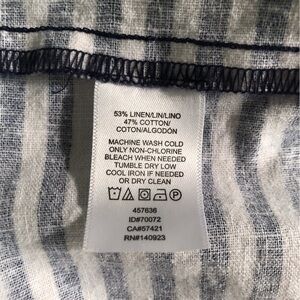 53% LINEN/LIN/LINO
47% COTTON/
COTON/ALGODÓN
MACHINE WASH COLD
ONLY NON-CHLORINE
BLEACH WHEN NEEDED
TUMBLE DRY LOW
COOL IRON IF NEEDED
OR DRY CLEAN
457636
ID#70072
CA#57421
RN#140923